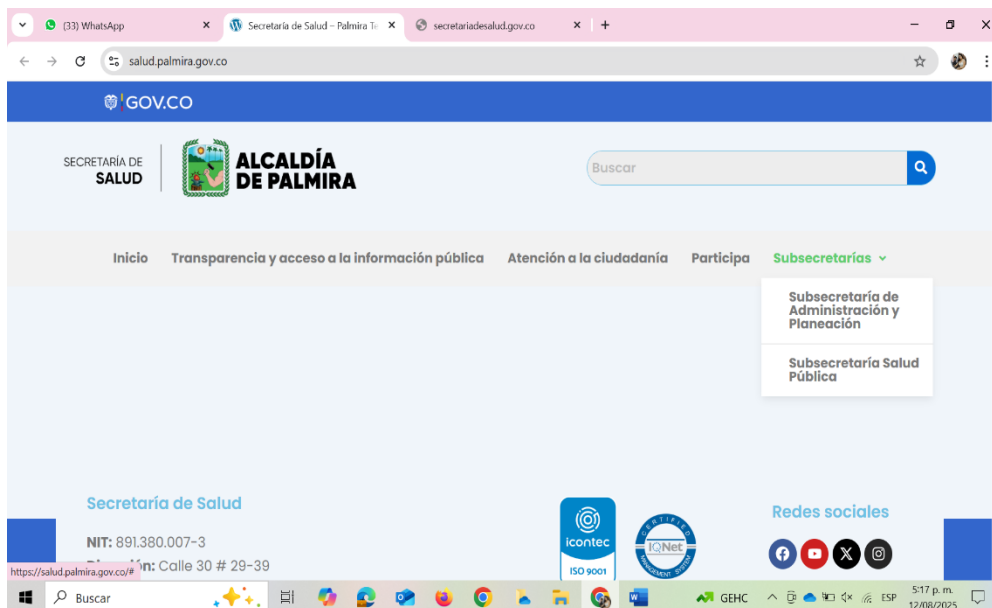 (33) WhatsApp
Secretaría de Salud – Palmira Te
secretariadesalud.gov.co
salud.palmira.gov.co
GOV.CO
SECRETARÍA DE
SALUD
ALCALDÍA
DE PALMIRA
Buscar
Inicio Transparencia y acceso a la información pública Atención a la ciudadanía Participa Subsecretarías
Subsecretaría de
Administración y
Planeación
Subsecretaría Salud
Pública
Secretaría de Salud
NIT: 891.380.007-3
Calle 30 # 29-39
icontec
ISO 9001
CERTIFIED
IQNet
MANAGEMENT SYSTEM
Redes sociales
https://salud.palmira.gov.co/#
Buscar
GEHC
ESP
5:17 p. m.
12/08/2025